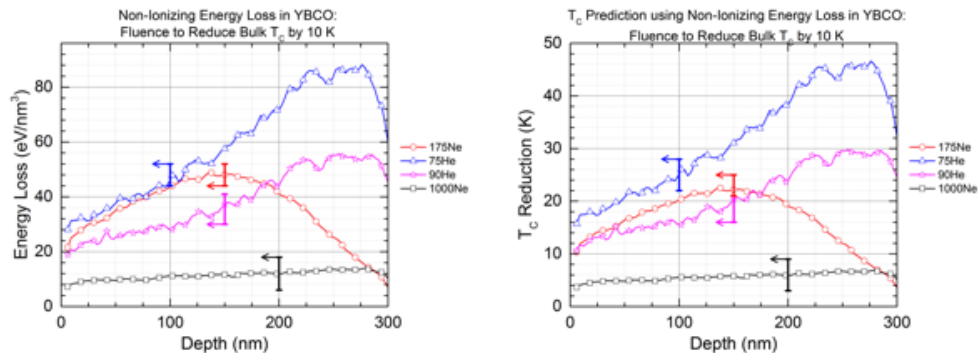 Non-Ionizing Energy Loss in YBCO:
Fluence to Reduce Bulk T_C by 10 K
Energy Loss (eV/nm³)
80
60
40
20
0
0 100 200 300
Depth (nm)
175Ne
75He
90He
1000Ne
T_C Prediction using Non-Ionizing Energy Loss in YBCO:
Fluence to Reduce Bulk T_C by 10 K
T_C Reduction (K)
50
40
30
20
10
0
0 100 200 300
Depth (nm)
175Ne
75He
90He
1000Ne